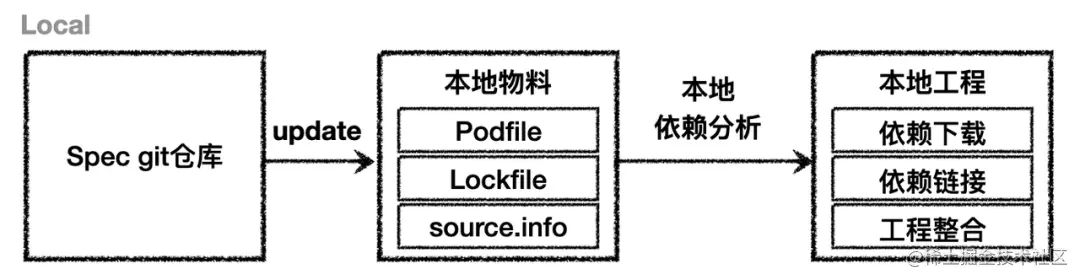 Local
Spec git仓库
update
本地物料
Podfile
Lockfile
source.info
本地
依赖分析
本地工程
依赖下载
依赖链接
工程整合
@稀土掘金技术社区